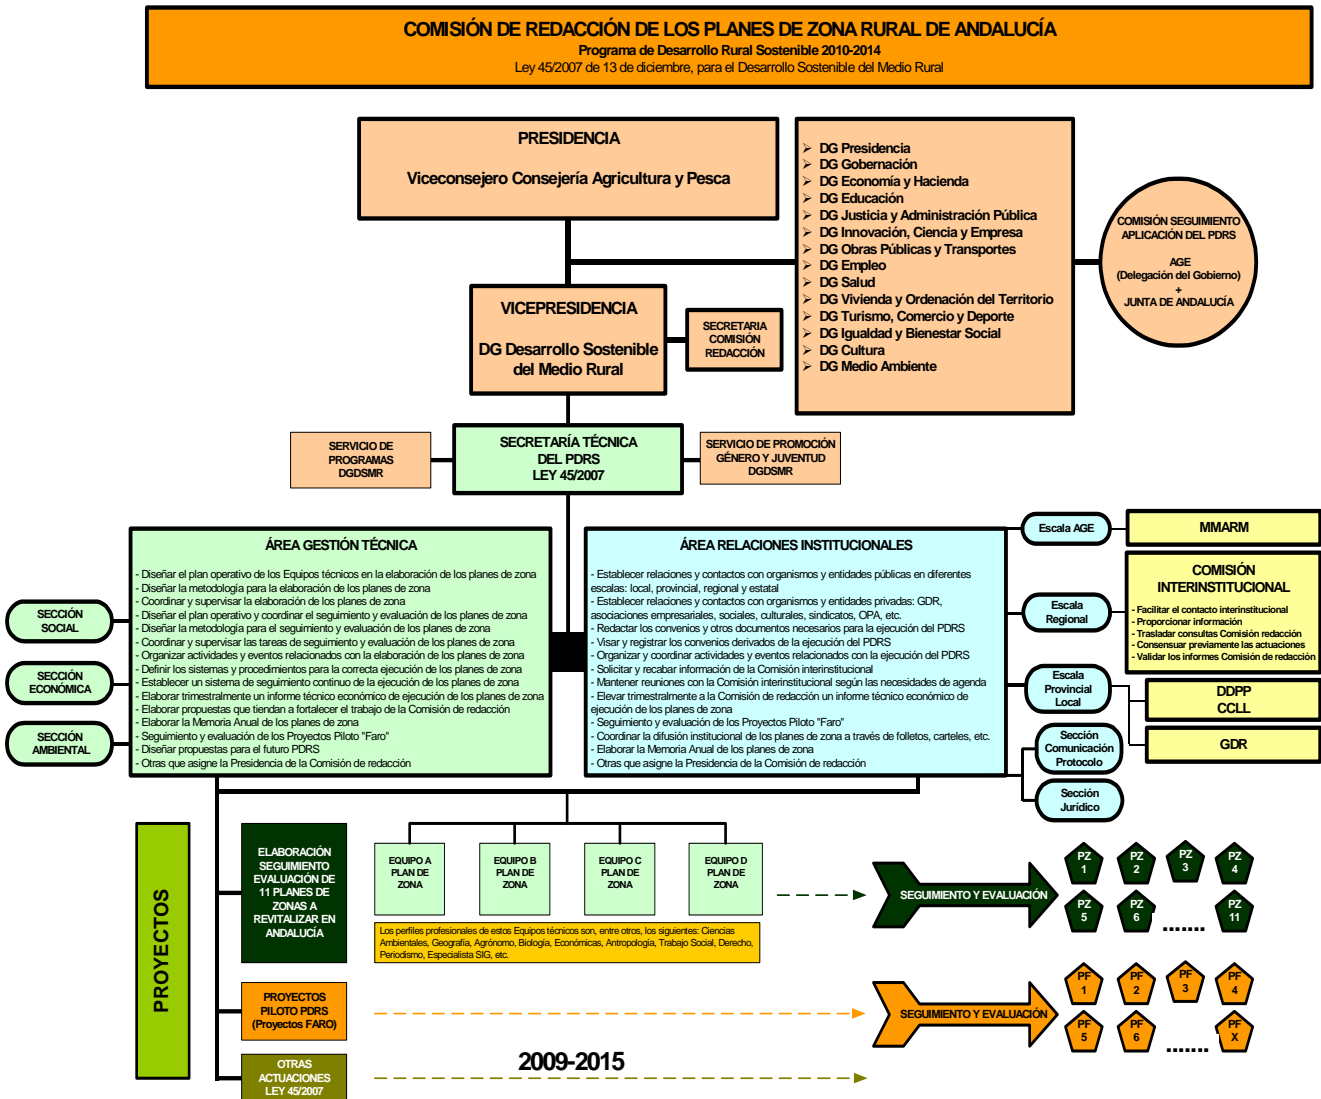 COMISIÓN DE REDACCIÓN DE LOS PLANES DE ZONA RURAL DE ANDALUCÍA
Programa de Desarrollo Rural Sostenible 2010-2014
Ley 45/2007 de 13 de diciembre, para el Desarrollo Sostenible del Medio Rural
PRESIDENCIA
Viceconsejero Consejería Agricultura y Pesca
DG Presidencia
DG Gobernación
DG Economía y Hacienda
DG Educación
DG Justicia y Administración Pública
DG Innovación, Ciencia y Empresa
DG Obras Públicas y Transportes
DG Empleo
DG Salud
DG Vivienda y Ordenación del Territorio
DG Turismo, Comercio y Deporte
DG Igualdad y Bienestar Social
DG Cultura
DG Medio Ambiente
COMISIÓN SEGUIMIENTO
APLICACIÓN DEL PDRS
AGE
(Delegación del Gobierno)
+
JUNTA DE ANDALUCÍA
VICEPRESIDENCIA
DG Desarrollo Sostenible
del Medio Rural
SECRETARIA
COMISIÓN
REDACCIÓN
SERVICIO DE
PROGRAMAS
DGDSMR
SECRETARÍA TÉCNICA
DEL PDRS
LEY 45/2007
SERVICIO DE PROMOCIÓN
GÉNERO Y JUVENTUD
DGDSMR
SECCIÓN
SOCIAL
SECCIÓN
ECONÓMICA
SECCIÓN
AMBIENTAL
ÁREA GESTIÓN TÉCNICA
- Diseñar el plan operativo de los Equipos técnicos en la elaboración de los planes de zona
- Diseñar la metodología para la elaboración de los planes de zona
- Coordinar y supervisar la elaboración de los planes de zona
- Diseñar el plan operativo y coordinar el seguimiento y evaluación de los planes de zona
- Diseñar la metodología para el seguimiento y evaluación de los planes de zona
- Coordinar y supervisar las tareas de seguimiento y evaluación de los planes de zona
- Organizar actividades y eventos relacionados con la elaboración de los planes de zona
- Definir los sistemas y procedimientos para la correcta ejecución de los planes de zona
- Establecer un sistema de seguimiento continuo de la ejecución de los planes de zona
- Elaborar trimestralmente un informe técnico económico de ejecución de los planes de zona
- Elaborar propuestas que tiendan a fortalecer el trabajo de la Comisión de redacción
- Elaborar la Memoria Anual de los planes de zona
- Seguimiento y evaluación de los Proyectos Piloto "Faro"
- Diseñar propuestas para el futuro PDRS
- Otras que asigne la Presidencia de la Comisión de redacción
ÁREA RELACIONES INSTITUCIONALES
- Establecer relaciones y contactos con organismos y entidades públicas en diferentes
escalas: local, provincial, regional y estatal
- Establecer relaciones y contactos con organismos y entidades privadas: GDR,
asociaciones empresariales, sociales, culturales, sindicatos, OPA, etc.
- Redactar los convenios y otros documentos necesarios para la ejecución del PDRS
- Visar y registrar los convenios derivados de la ejecución del PDRS
- Organizar y coordinar actividades y eventos relacionados con la ejecución del PDRS
- Solicitar y recabar información de la Comisión interinstitucional
- Mantener reuniones con la Comisión interinstitucional según las necesidades de agenda
- Elevar trimestralmente a la Comisión de redacción un informe técnico económico de
ejecución de los planes de zona
- Seguimiento y evaluación de los Proyectos Piloto "Faro"
- Coordinar la difusión institucional de los planes de zona a través de folletos, carteles, etc.
- Elaborar la Memoria Anual de los planes de zona
- Otras que asigne la Presidencia de la Comisión de redacción
Escala AGE
Escala
Regional
Escala
Provincial
Local
Sección
Comunicación
Protocolo
Sección
Jurídico
MMARM
COMISIÓN
INTERINSTITUCIONAL
- Facilitar el contacto interinstitucional
- Proporcionar información
- Trasladar consultas Comisión redacción
- Consensuar previamente las actuaciones
- Validar los informes Comisión de redacción
DDPP
CCLL
GDR
PROYECTOS
ELABORACIÓN
SEGUIMIENTO
EVALUACIÓN DE
11 PLANES DE
ZONAS A
REVITALIZAR EN
ANDALUCÍA
EQUIPO A
PLAN DE
ZONA
EQUIPO B
PLAN DE
ZONA
EQUIPO C
PLAN DE
ZONA
EQUIPO D
PLAN DE
ZONA
Los perfiles profesionales de estos Equipos técnicos son, entre otros, los siguientes: Ciencias
Ambientales, Geografía, Agrónomo, Biología, Económicas, Antropología, Trabajo Social, Derecho,
Periodismo, Especialista SIG, etc.
SEGUIMIENTO Y EVALUACIÓN
PZ
1
PZ
2
PZ
3
PZ
4
PZ
5
PZ
6
.......
PZ
11
PROYECTOS
PILOTO PDRS
(Proyectos FARO)
SEGUIMIENTO Y EVALUACIÓN
PF
1
PF
2
PF
3
PF
4
PF
5
PF
6
.......
PF
X
OTRAS
ACTUACIONES
LEY 45/2007
2009-2015